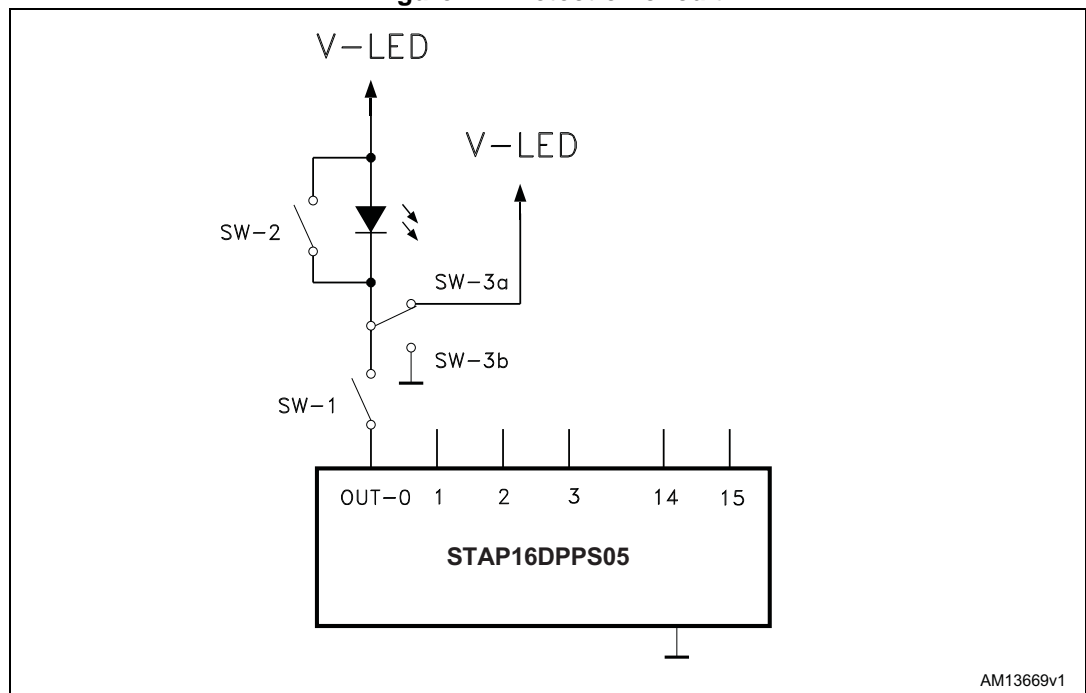 V-LED
V-LED
SW-2
SW-3a
SW-3b
SW-1
OUT-0 1 2 3 14 15
STAP16DPPS05
AM13669v1